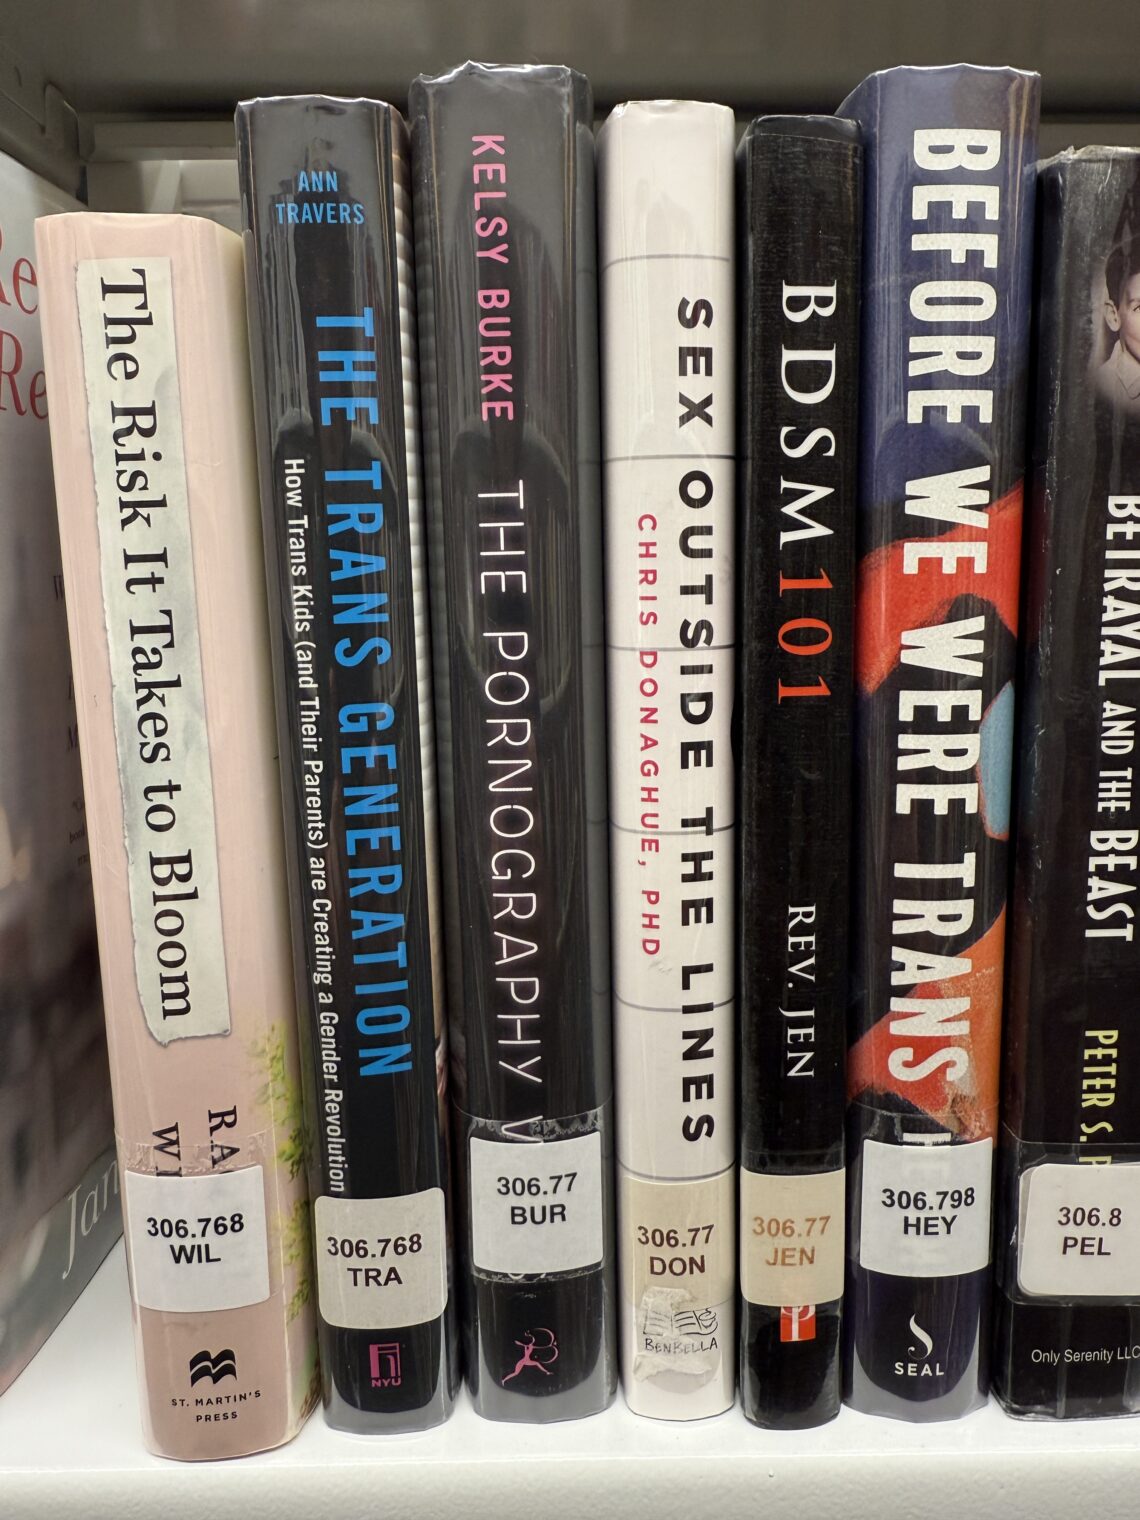 Re
Re
Jan
The Risk It Takes to Bloom
306.768
WIL
ST. MARTIN'S
PRESS
ANN
TRAVERS
THE TRANS GENERATION
How Trans Kids (and Their Parents) are Creating a Gender Revolution
306.768
TRA
NYU
KELSY BURKE
THE PORNOGRAPHY
306.77
BUR
SEX OUTSIDE THE LINES
CHRIS DONAGHUE, PHD
306.77
DON
BENBELLA
BDSM 101
REV. JEN
306.77
JEN
BEFORE WE WERE TRANS
306.798
HEY
SEAL
BETRAYAL AND THE BEAST
PETER S. P
306.8
PEL
Only Serenity LLC